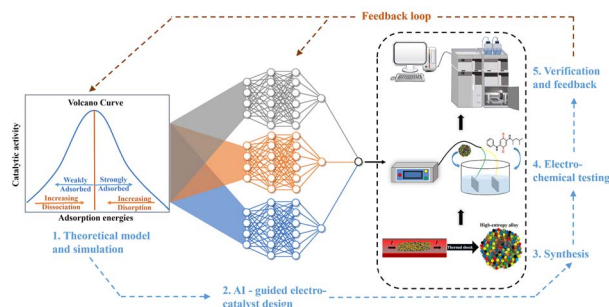 Feedback loop
Volcano Curve
Catalytic activity
Weakly
Adsorbed
Strongly
Adsorbed
Increasing
Dissociation
Increasing
Disorption
Adsorption energies
1. Theoretical model
and simulation
2. AI - guided electro-
catalyst design
High-entropy alloy
Thermal shock
3. Synthesis
4. Electro-
chemical testing
5. Verification
and feedback